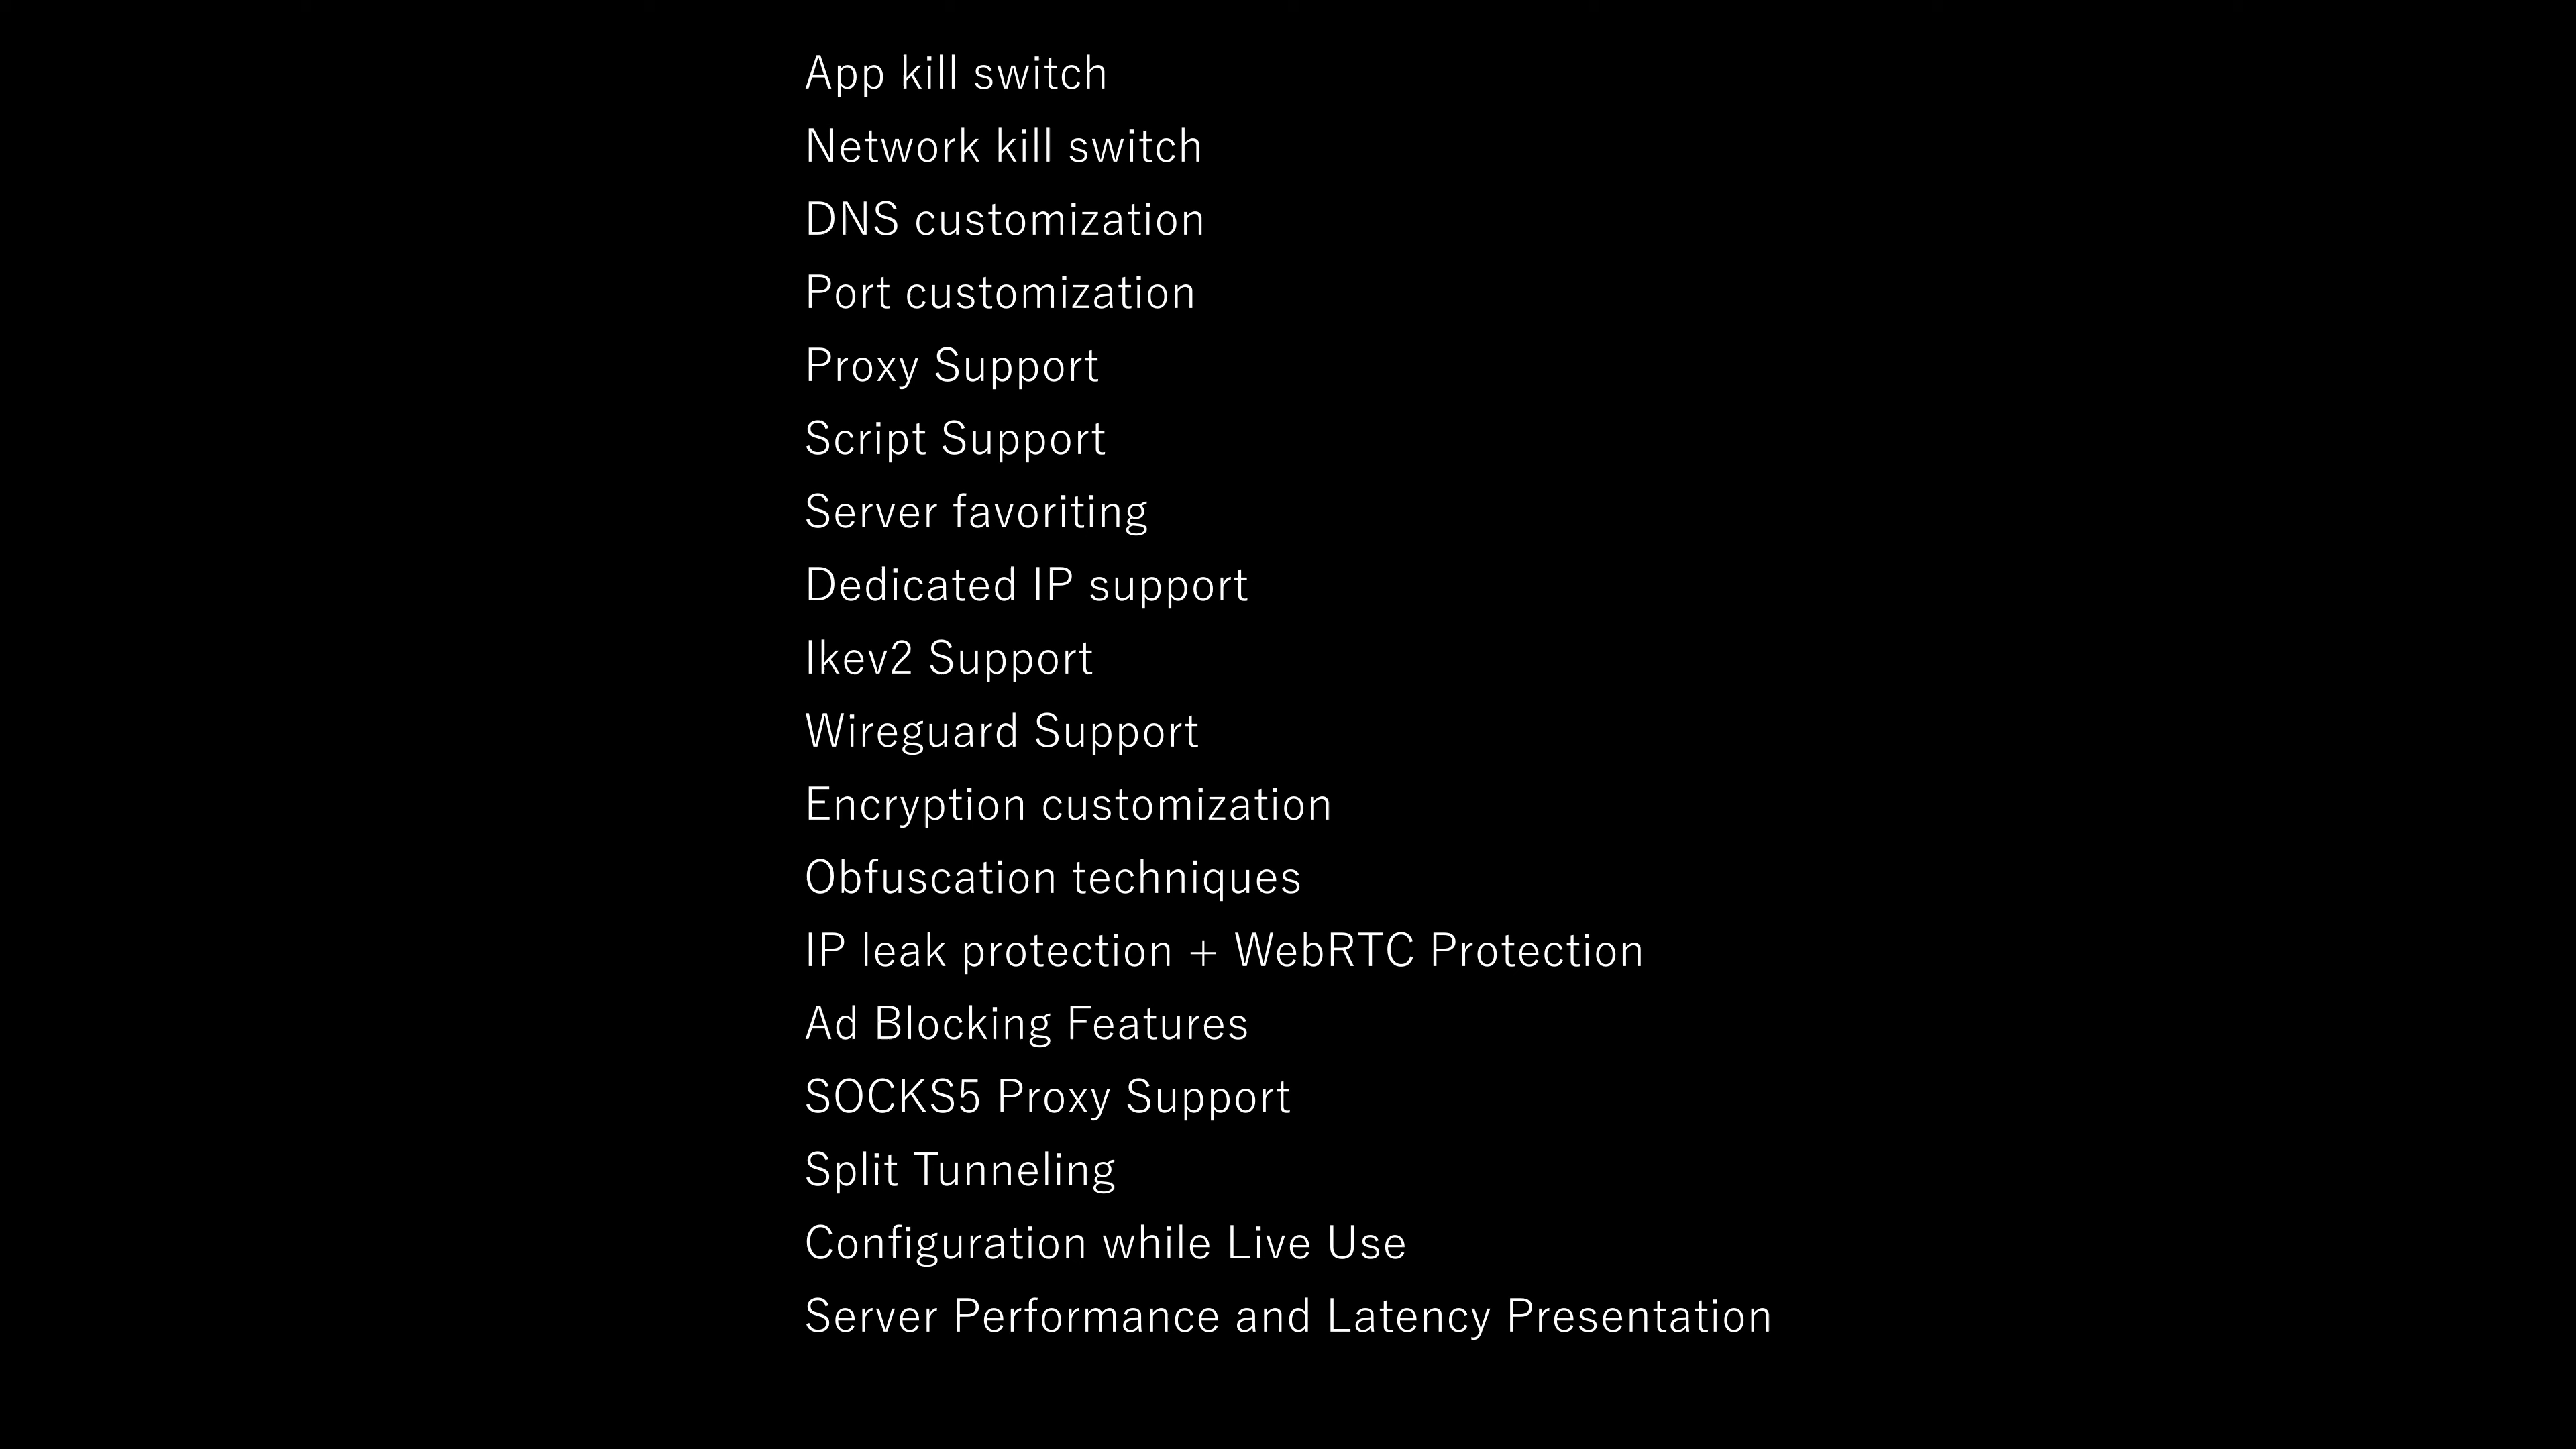 App kill switch
Network kill switch
DNS customization
Port customization
Proxy Support
Script Support
Server favoriting
Dedicated IP support
Ikev2 Support
Wireguard Support
Encryption customization
Obfuscation techniques
IP leak protection + WebRTC Protection
Ad Blocking Features
SOCKS5 Proxy Support
Split Tunneling
Configuration while Live Use
Server Performance and Latency Presentation